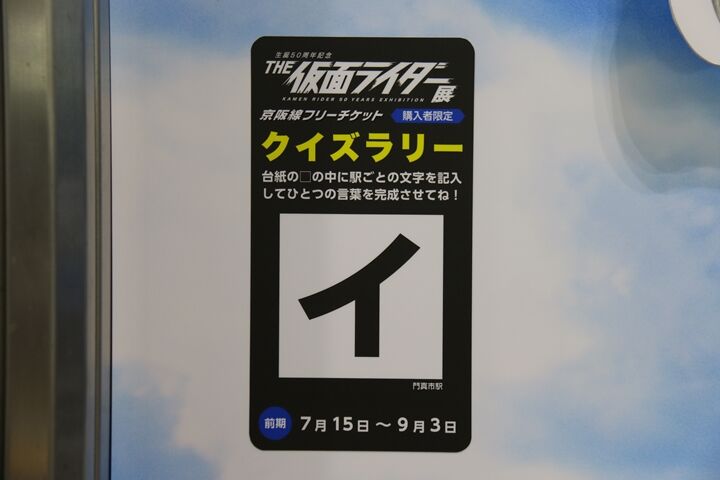 生誕50周年記念
THE 仮面ライダー展
KAMEN RIDER 50 YEARS EXHIBITION
京阪線フリーチケット 購入者限定
クイズラリー
台紙の□の中に駅ごとの文字を記入
してひとつの言葉を完成させてね!
イ
門真市駅
前期 7月15日~9月3日